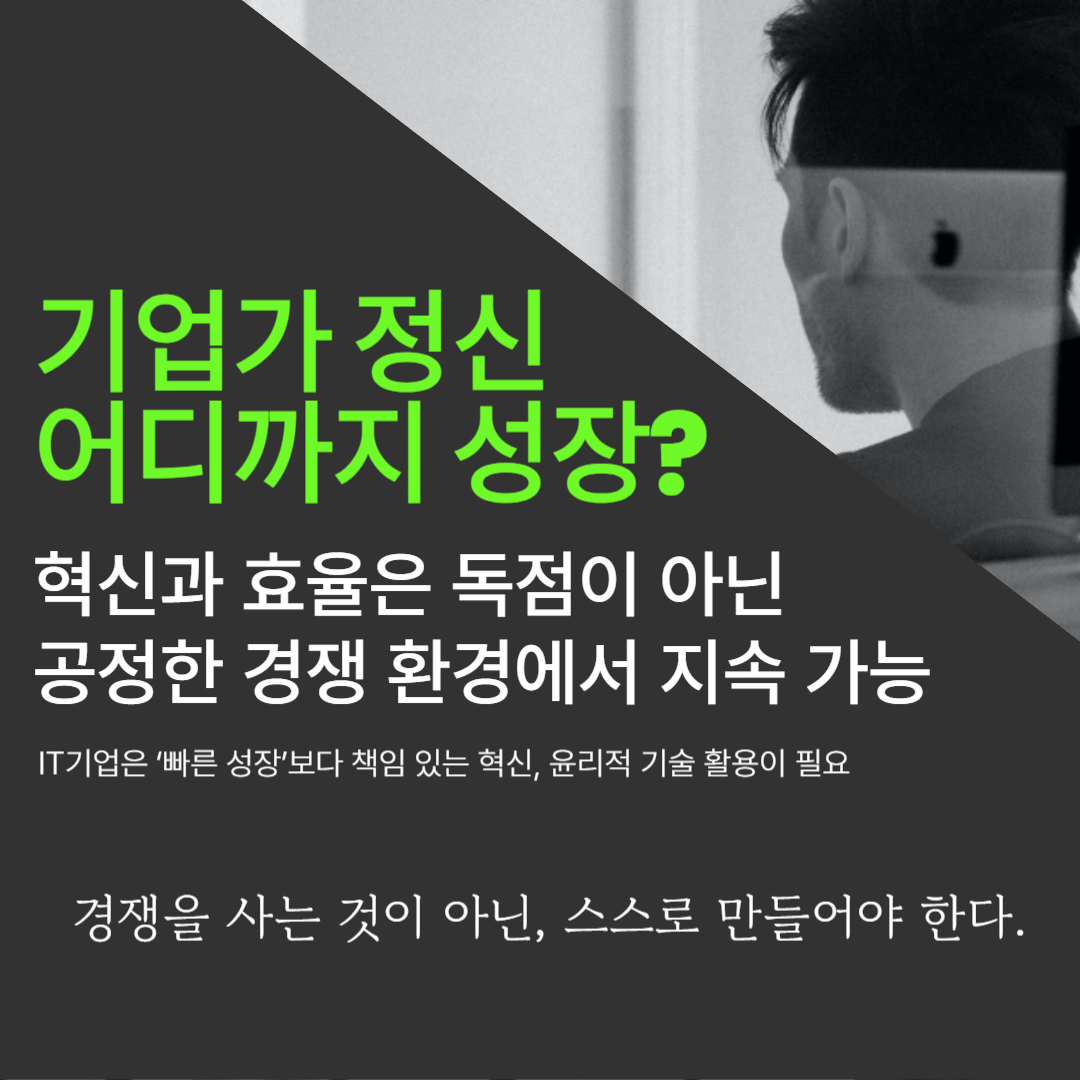 기업가 정신
어디까지 성장?
혁신과 효율은 독점이 아닌
공정한 경쟁 환경에서 지속 가능
IT기업은 ‘빠른 성장’보다 책임 있는 혁신, 윤리적 기술 활용이 필요
경쟁을 사는 것이 아닌, 스스로 만들어야 한다.